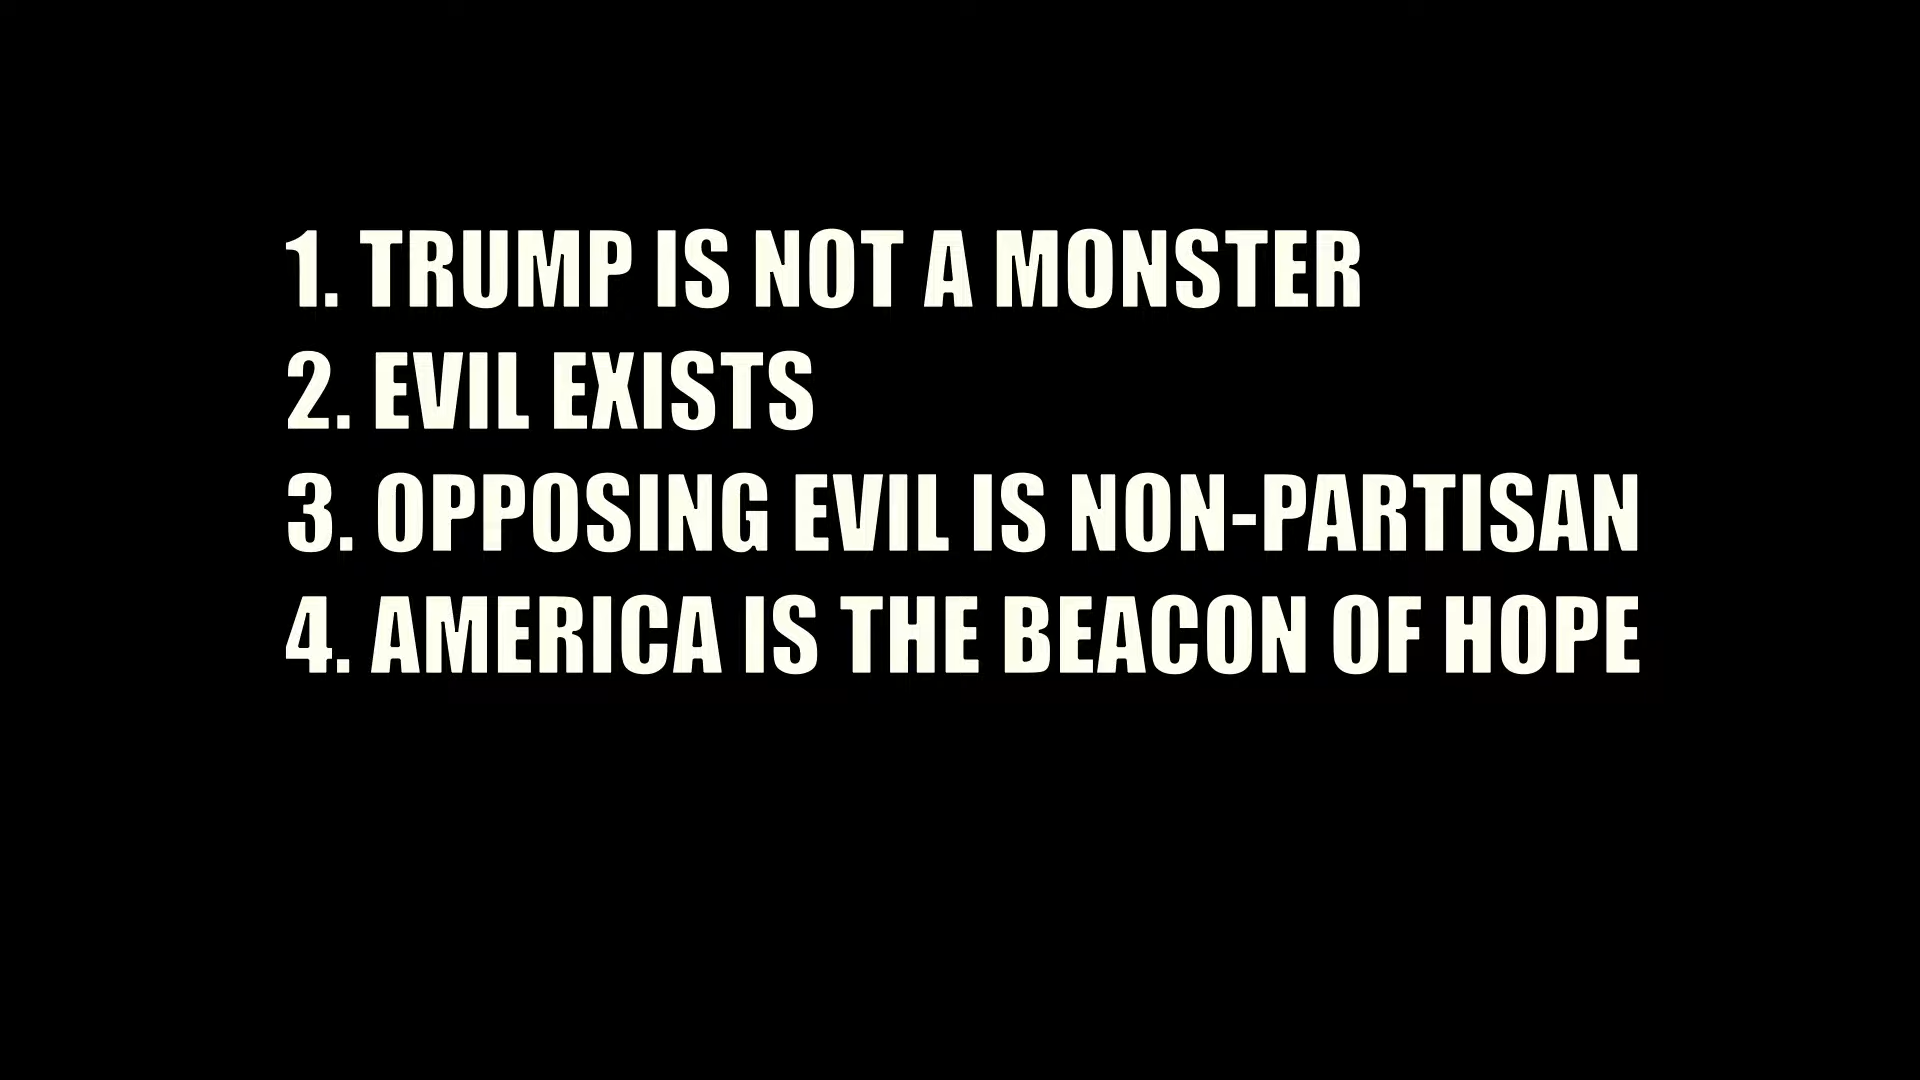 1. TRUMP IS NOT A MONSTER
2. EVIL EXISTS
3. OPPOSING EVIL IS NON-PARTISAN
4. AMERICA IS THE BEACON OF HOPE